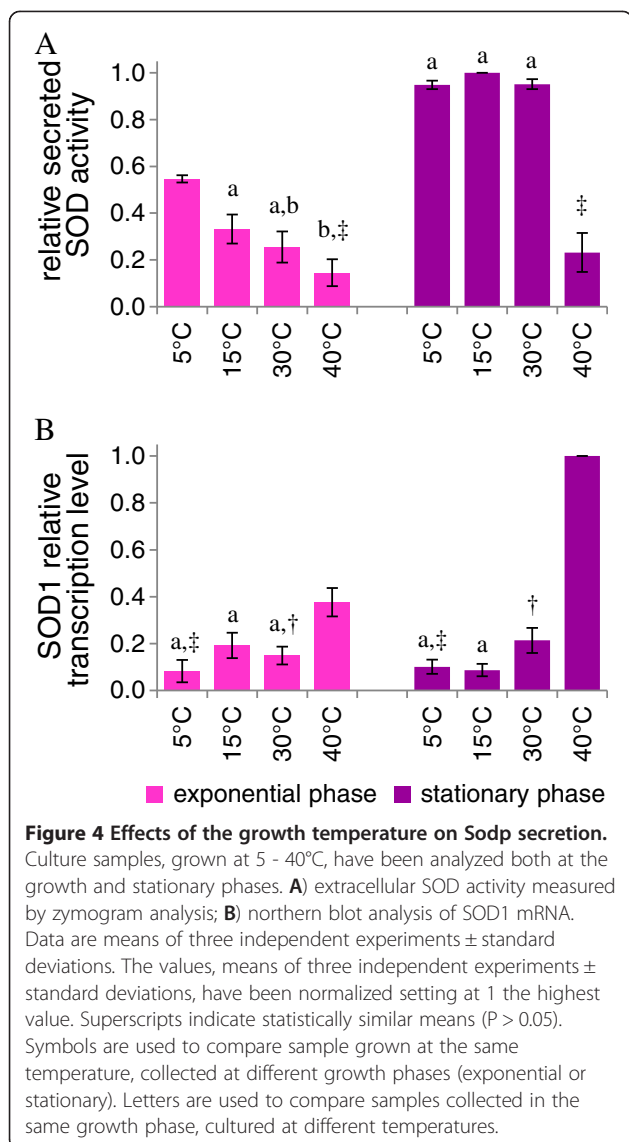 A
relative secreted
SOD activity
1.0
0.8
0.6
0.4
0.2
0.0
a
a,b
b,‡
a
a
a
‡
5°C
15°C
30°C
40°C
5°C
15°C
30°C
40°C
B
SOD1 relative
transcription level
1.0
0.8
0.6
0.4
0.2
0.0
a,‡
a
a,†
a,‡
a
†
5°C
15°C
30°C
40°C
5°C
15°C
30°C
40°C
exponential phase
stationary phase
Figure 4 Effects of the growth temperature on Sodp secretion.
Culture samples, grown at 5 - 40°C, have been analyzed both at the
growth and stationary phases. A) extracellular SOD activity measured
by zymogram analysis; B) northern blot analysis of SOD1 mRNA.
Data are means of three independent experiments ± standard
deviations. The values, means of three independent experiments ±
standard deviations, have been normalized setting at 1 the highest
value. Superscripts indicate statistically similar means (P > 0.05).
Symbols are used to compare sample grown at the same
temperature, collected at different growth phases (exponential or
stationary). Letters are used to compare samples collected in the
same growth phase, cultured at different temperatures.